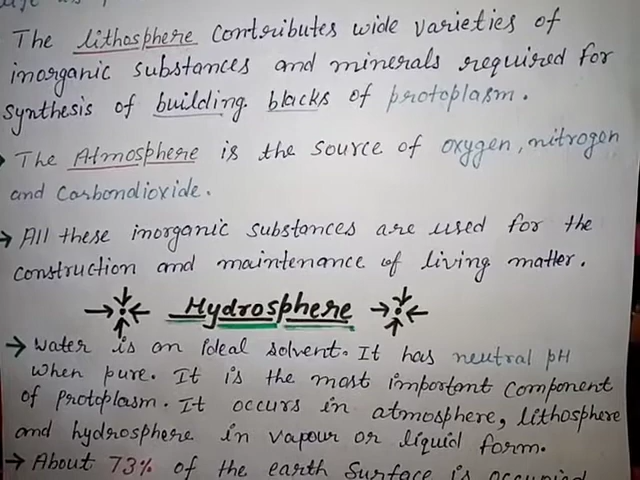 The lithosphere contributes wide varieties of
inorganic substances and minerals required for
synthesis of building blacks of protoplasm.
The Atmosphere is the source of oxygen, nitrogen
and Carbondioxide.
→ All these inorganic substances are used for the
construction and maintenance of living matter.
Hydrosphere
→ Water is an ideal solvent. It has neutral pH
when pure. It is the most important component
of protoplasm. It occurs in atmosphere, lithosphere
and hydrosphere in vapour or liquid form.
→ About 73% of the earth Surface is occupied